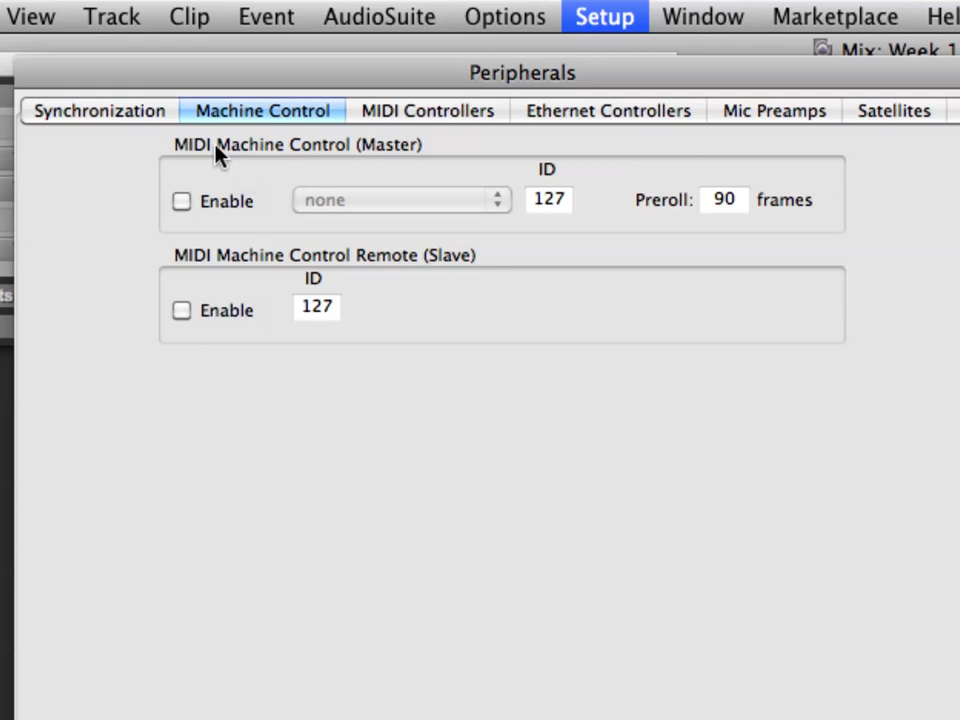 View Track Clip Event AudioSuite Options Setup Window Marketplace
Mix: Week 1
Peripherals
Synchronization Machine Control MIDI Controllers Ethernet Controllers Mic Preamps Satellites
MIDI Machine Control (Master)
ID
Enable none 127 Preroll: 90 frames
MIDI Machine Control Remote (Slave)
ID
Enable 127